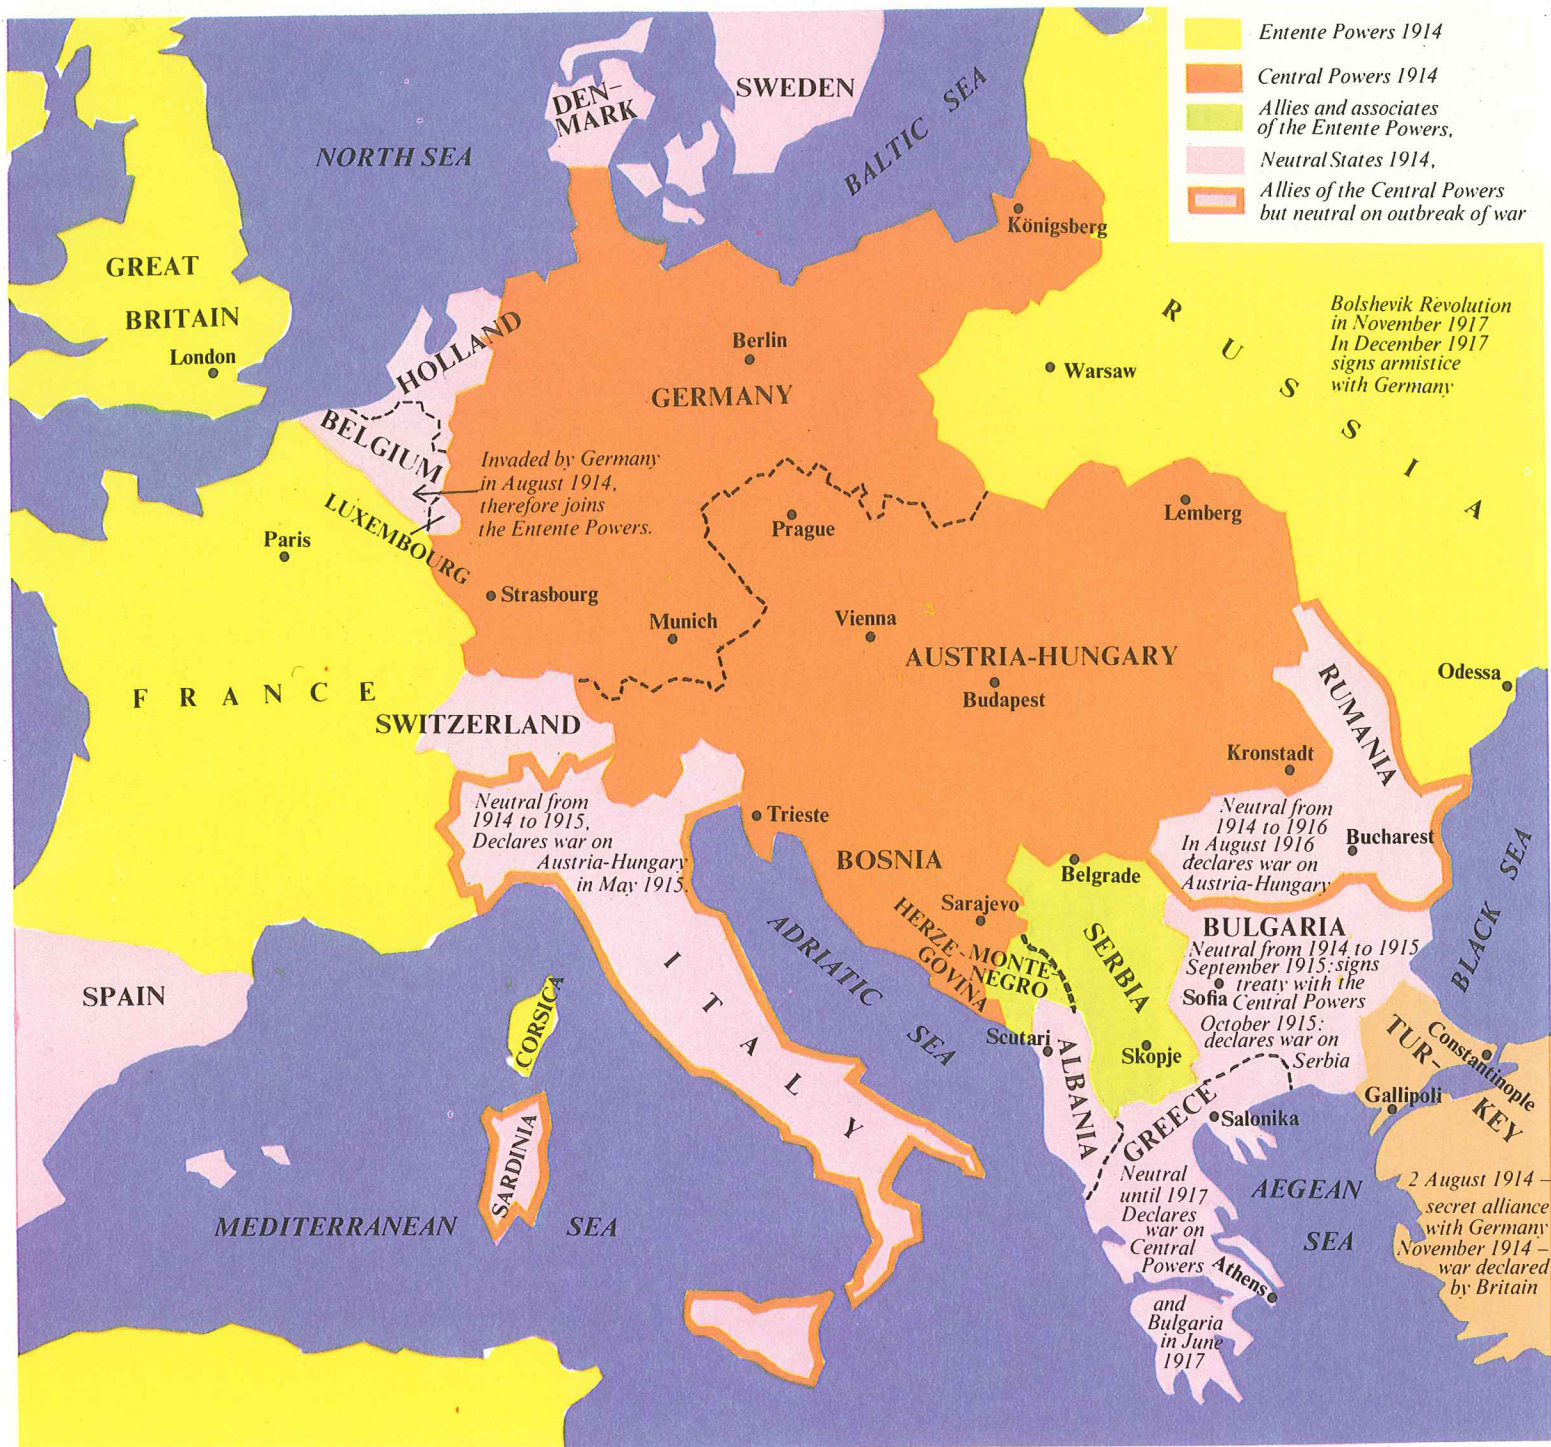 Entente Powers 1914
Central Powers 1914
Allies and associates
of the Entente Powers,
Neutral States 1914,
Allies of the Central Powers
but neutral on outbreak of war
SWEDEN
DEN-
MARK
NORTH SEA
BALTIC SEA
Königsberg
GREAT
BRITAIN
London
HOLLAND
BELGIUM
LUXEMBOURG
Berlin
GERMANY
Warsaw
RUSSIA
Bolshevik Revolution
in November 1917
In December 1917
signs armistice
with Germany
Invaded by Germany
in August 1914,
therefore joins
the Entente Powers.
Prague
Lemberg
Paris
Strasbourg
Munich
Vienna
AUSTRIA-HUNGARY
Budapest
Odessa
FRANCE
SWITZERLAND
RUMANIA
Kronstadt
Neutral from
1914 to 1915,
Declares war on
Austria-Hungary
in May 1915.
Trieste
Neutral from
1914 to 1916
In August 1916
declares war on
Austria-Hungary
Bucharest
BOSNIA
Belgrade
Sarajevo
HERZE-
GOVINA
MONTE-
NEGRO
SERBIA
BULGARIA
Neutral from 1914 to 1915
September 1915: signs
treaty with the
Central Powers
Sofia
October 1915:
declares war on
Serbia
BLACK SEA
ADRIATIC SEA
ITALY
SPAIN
CORSICA
Scutari
Skopje
ALBANIA
TUR-
KEY
Constantinople
Gallipoli
GREECE
Salonika
SARDINIA
MEDITERRANEAN SEA
AEGEAN
SEA
Neutral
until 1917
Declares
war on
Central
Powers
Athens
and
Bulgaria
in June
1917
2 August 1914 –
secret alliance
with Germany
November 1914 –
war declared
by Britain